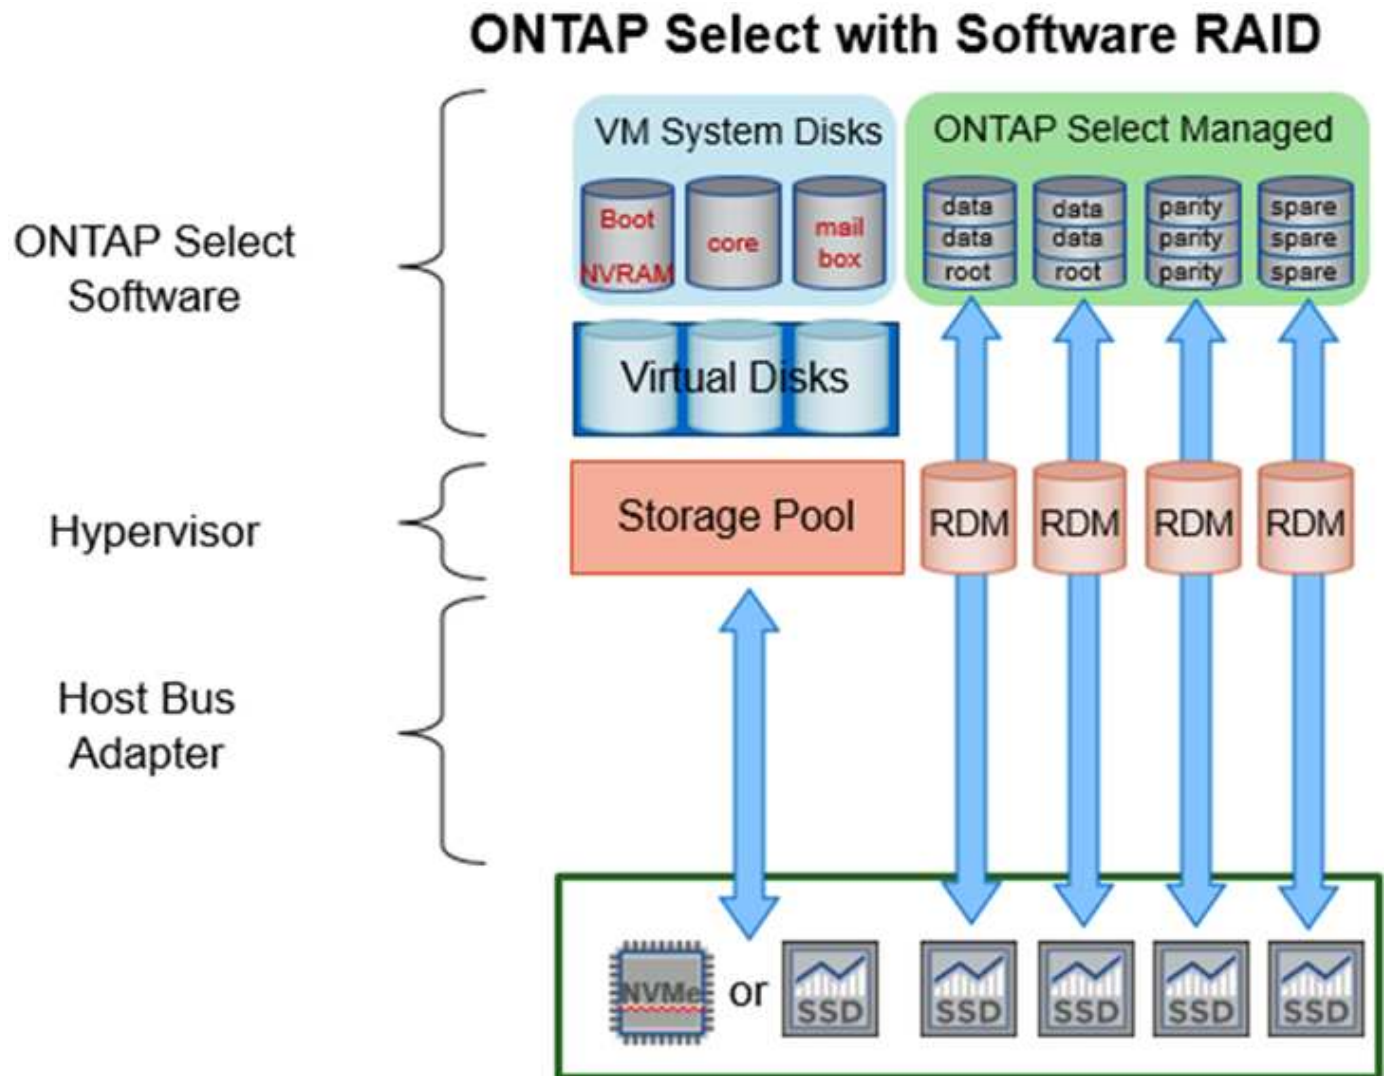 ONTAP Select with Software RAID
ONTAP Select
Software
VM System Disks
Boot
NVRAM
core
mail
box
ONTAP Select Managed
data
data
root
data
data
root
parity
parity
parity
spare
spare
spare
Virtual Disks
Hypervisor
Storage Pool
RDM
RDM
RDM
RDM
Host Bus
Adapter
NVMe
or
SSD
SSD
SSD
SSD
SSD